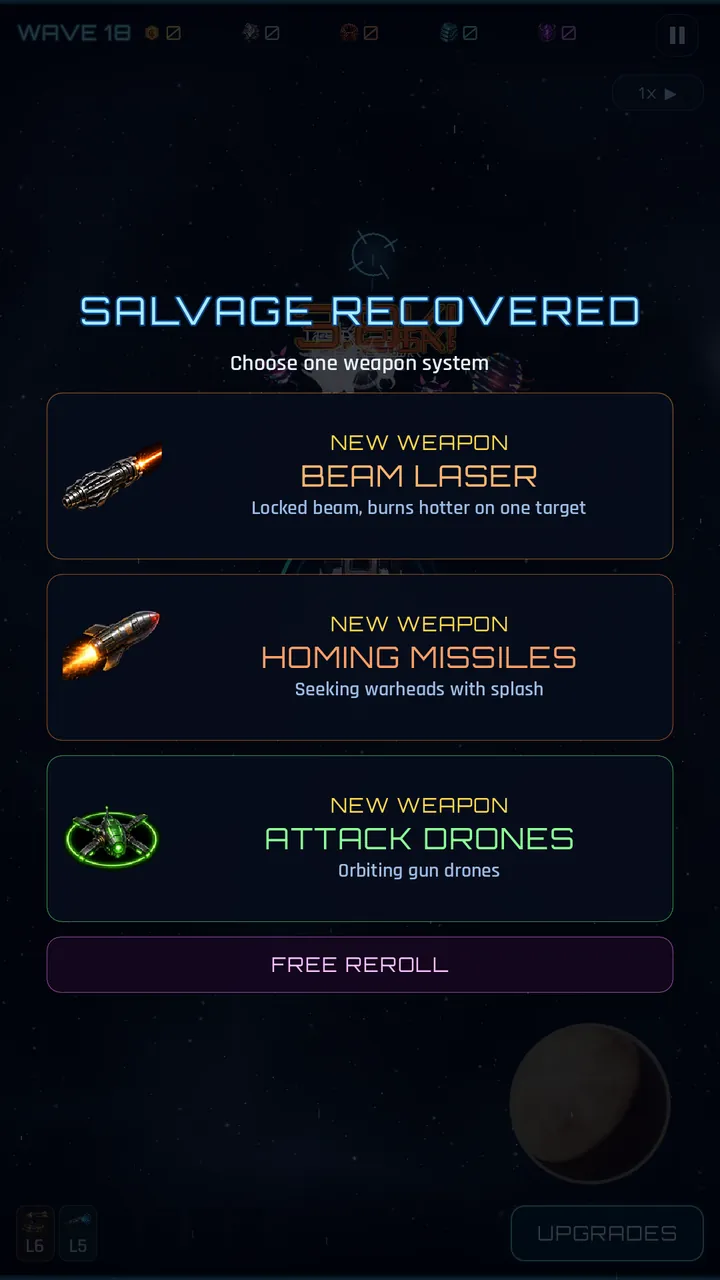 WAVE 18
1x
SALVAGE RECOVERED
Choose one weapon system
NEW WEAPON
BEAM LASER
Locked beam, burns hotter on one target
NEW WEAPON
HOMING MISSILES
Seeking warheads with splash
NEW WEAPON
ATTACK DRONES
Orbiting gun drones
FREE REROLL
L6
L5
UPGRADES